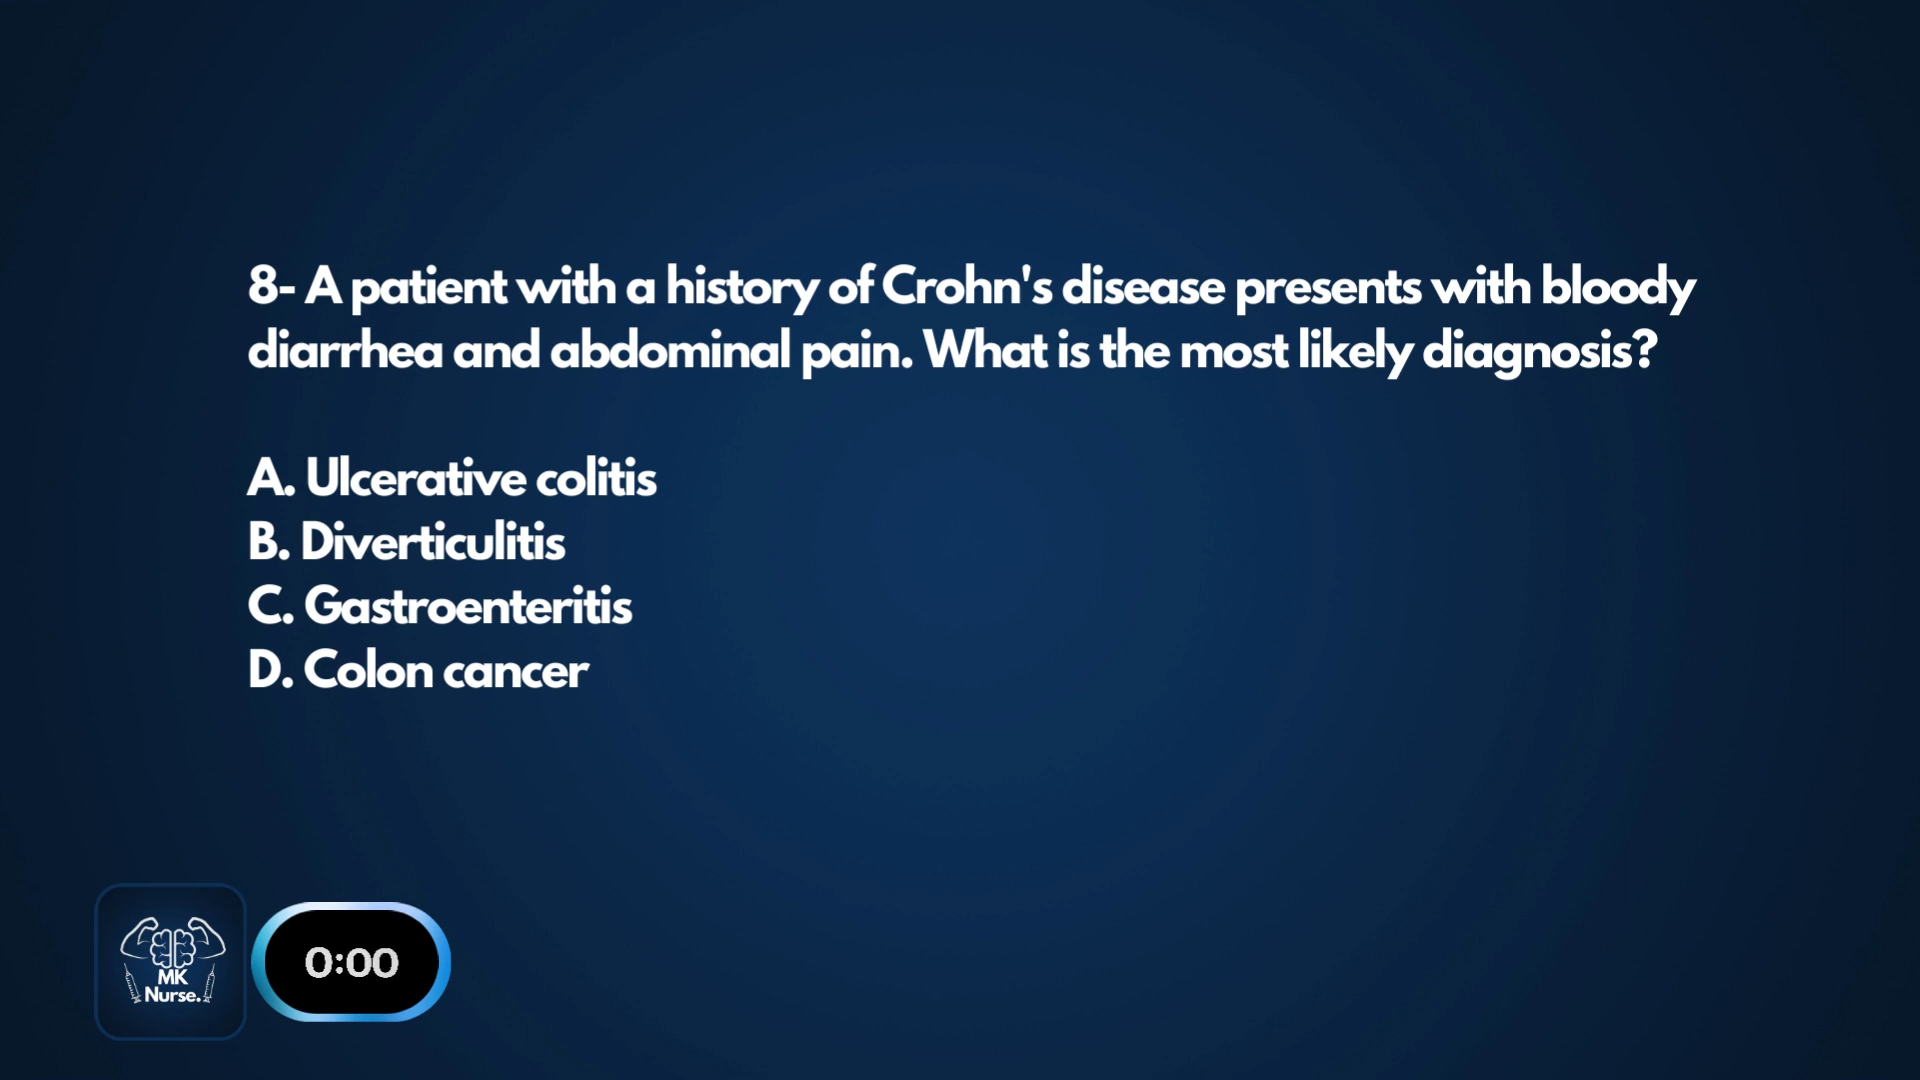 8- A patient with a history of Crohn's disease presents with bloody
diarrhea and abdominal pain. What is the most likely diagnosis?
A. Ulcerative colitis
B. Diverticulitis
C. Gastroenteritis
D. Colon cancer
MK
Nurse.
0:00